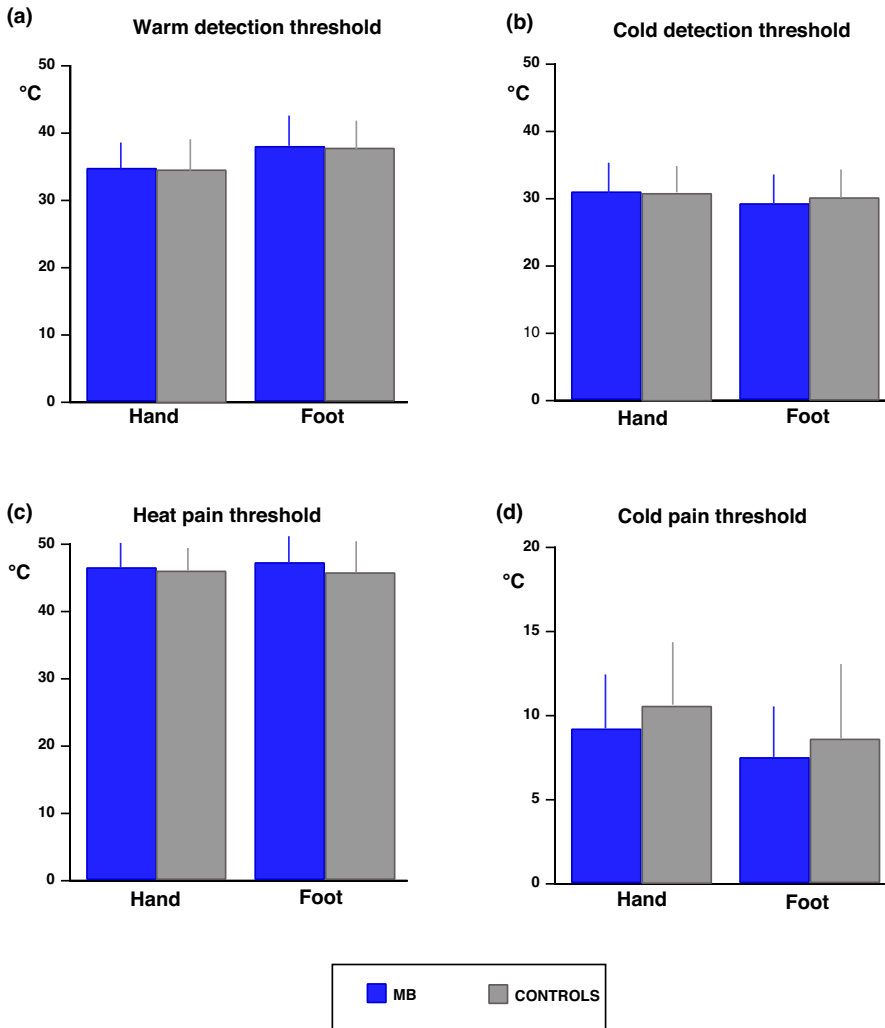 (a)
Warm detection threshold
°C
50
40
30
20
10
0
Hand Foot
(b)
Cold detection threshold
°C
50
40
30
20
10
0
Hand Foot
(c)
Heat pain threshold
°C
50
40
30
20
10
0
Hand Foot
(d)
Cold pain threshold
°C
20
15
10
5
0
Hand Foot
MB CONTROLS